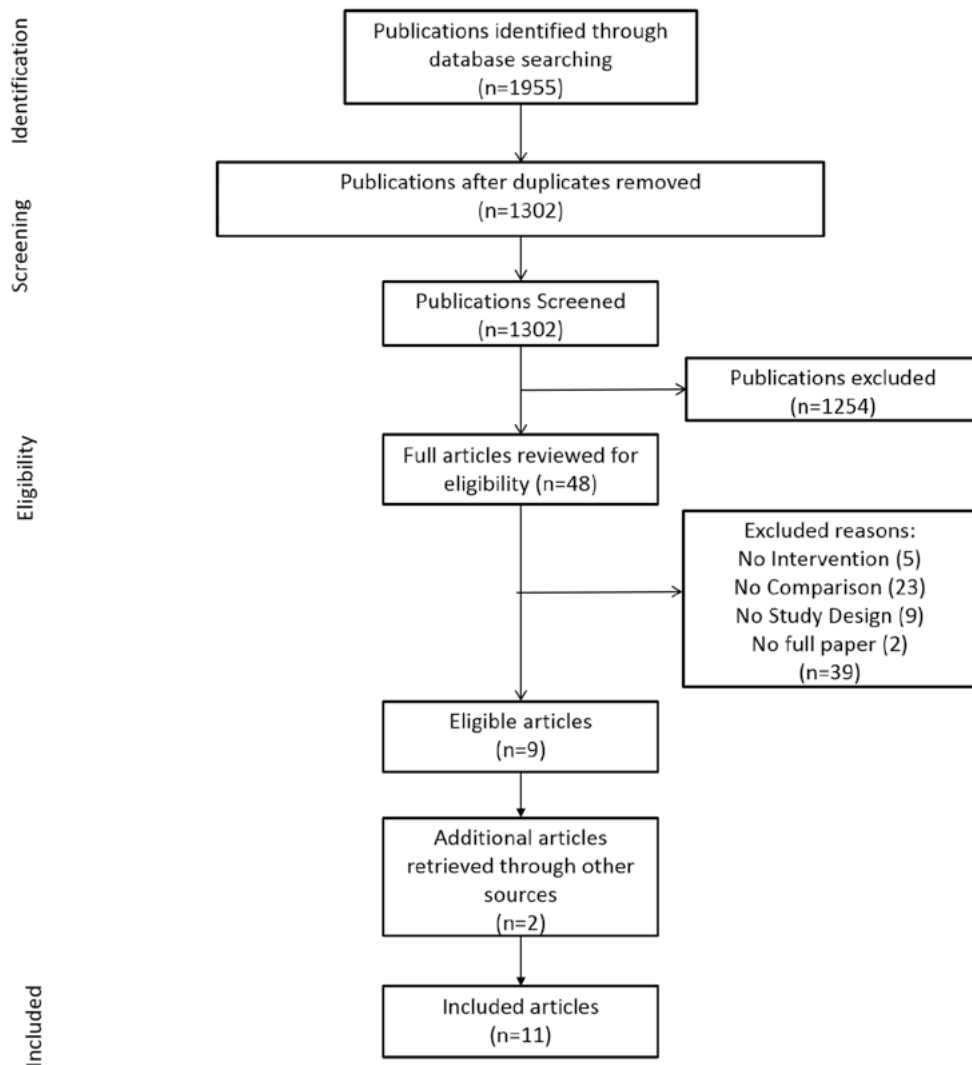 Identification
Publications identified through
database searching
(n=1955)
Screening
Publications after duplicates removed
(n=1302)
Publications Screened
(n=1302)
Publications excluded
(n=1254)
Eligibility
Full articles reviewed for
eligibility (n=48)
Excluded reasons:
No Intervention (5)
No Comparison (23)
No Study Design (9)
No full paper (2)
(n=39)
Eligible articles
(n=9)
Additional articles
retrieved through other
sources
(n=2)
Included
Included articles
(n=11)